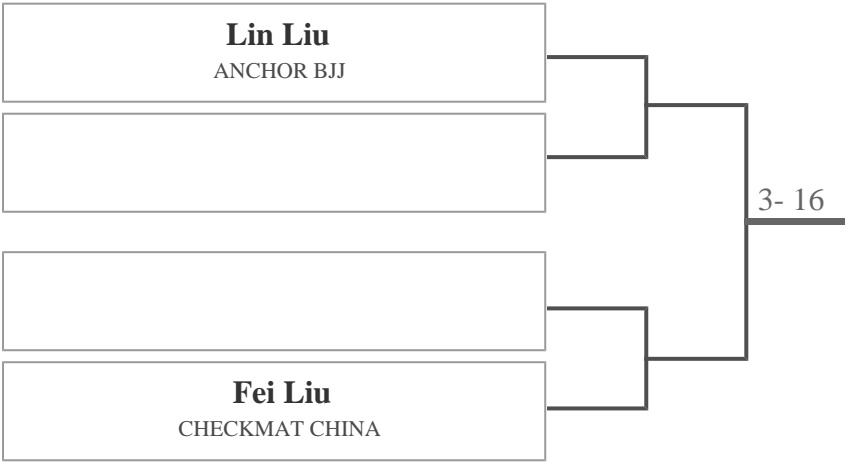 Lin Liu
ANCHOR BJJ
3- 16
Fei Liu
CHECKMAT CHINA